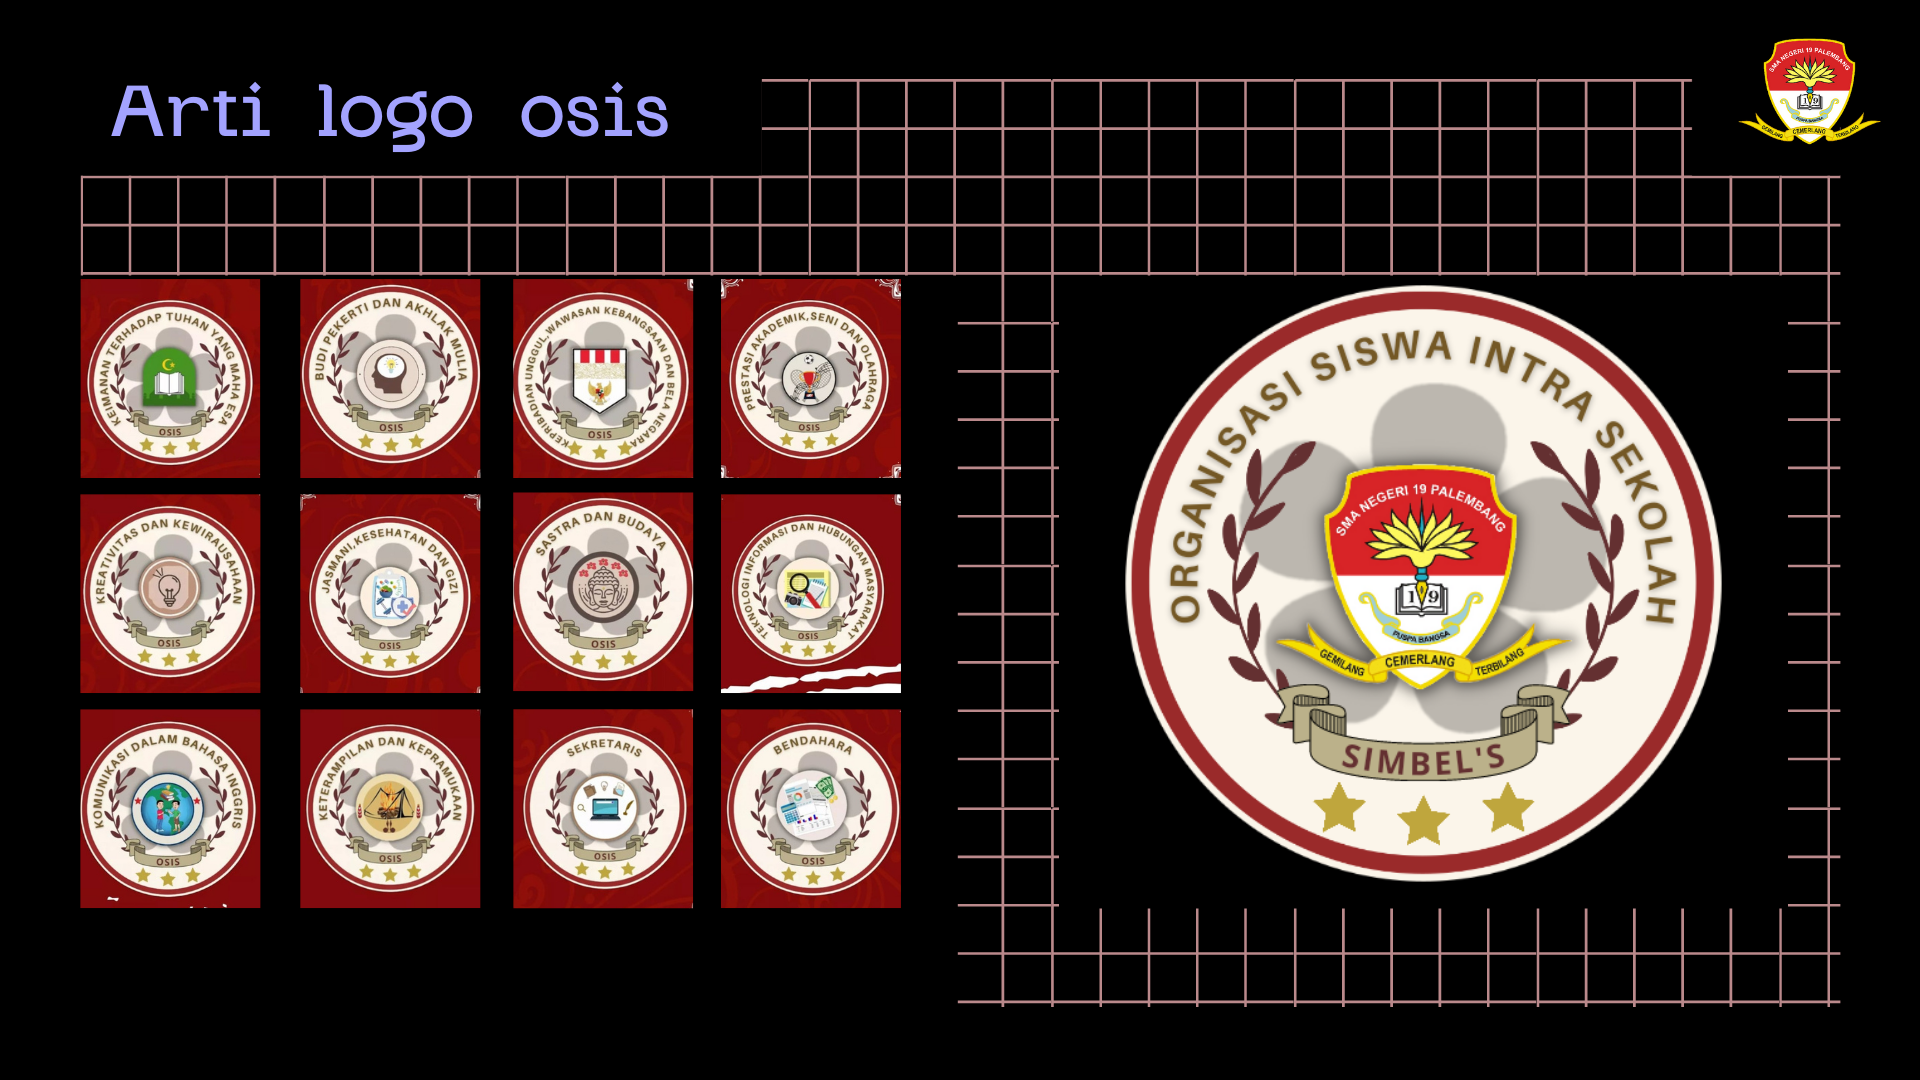 Arti logo osis
SMA NEGERI 19 PALEMBANG
19
GEMILANG CEMERLANG TERBILANG
KEIMANAN TERHADAP TUHAN YANG MAHA ESA
OSIS
BUDI PEKERTI DAN AKHLAK MULIA
OSIS
KEPRIBADIAN UNGGUL, WAWASAN KEBANGSAAN DAN BELA NEGARA
OSIS
PRESTASI AKADEMIK,SENI DAN OLAHRAGA
OSIS
KREATIVITAS DAN KEWIRAUSAHAAN
OSIS
JASMANI,KESEHATAN DAN GIZI
OSIS
SASTRA DAN BUDAYA
OSIS
TEKNOLOGI INFORMASI DAN HUBUNGAN MASYARAKAT
OSIS
KOMUNIKASI DALAM BAHASA INGGRIS
OSIS
KETERAMPILAN DAN KEPRAMUKAAN
OSIS
SEKRETARIS
OSIS
BENDAHARA
OSIS
ORGANISASI SISWA INTRA SEKOLAH
SMA NEGERI 19 PALEMBANG
19
PUSPA BANGSA
GEMILANG CEMERLANG TERBILANG
SIMBEL'S